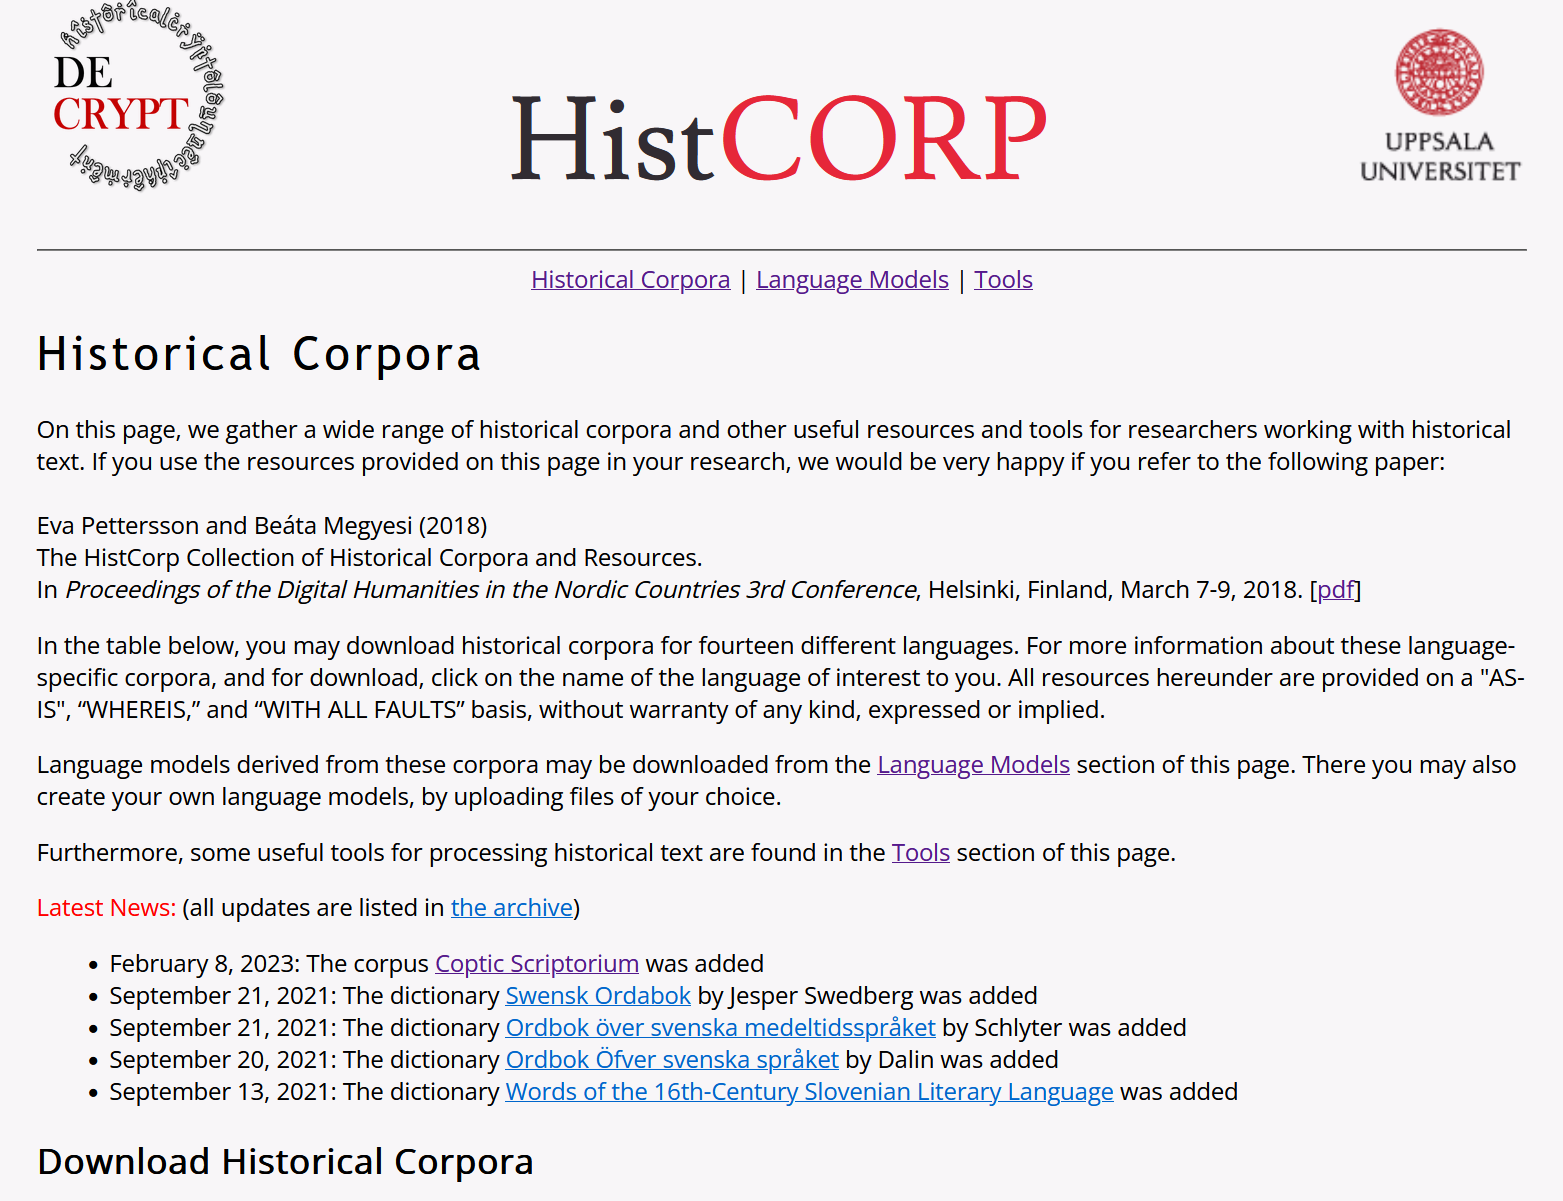 DE
CRYPT
HistCORP
UPPSALA
UNIVERSITET
Historical Corpora | Language Models | Tools
Historical Corpora
On this page, we gather a wide range of historical corpora and other useful resources and tools for researchers working with historical
text. If you use the resources provided on this page in your research, we would be very happy if you refer to the following paper:
Eva Pettersson and Beáta Megyesi (2018)
The HistCorp Collection of Historical Corpora and Resources.
In Proceedings of the Digital Humanities in the Nordic Countries 3rd Conference, Helsinki, Finland, March 7-9, 2018. [pdf]
In the table below, you may download historical corpora for fourteen different languages. For more information about these language-
specific corpora, and for download, click on the name of the language of interest to you. All resources hereunder are provided on a "AS-
IS", “WHEREIS,” and “WITH ALL FAULTS” basis, without warranty of any kind, expressed or implied.
Language models derived from these corpora may be downloaded from the Language Models section of this page. There you may also
create your own language models, by uploading files of your choice.
Furthermore, some useful tools for processing historical text are found in the Tools section of this page.
Latest News: (all updates are listed in the archive)
• February 8, 2023: The corpus Coptic Scriptorium was added
• September 21, 2021: The dictionary Swensk Ordabok by Jesper Swedberg was added
• September 21, 2021: The dictionary Ordbok över svenska medeltidsspråket by Schlyter was added
• September 20, 2021: The dictionary Ordbok Öfver svenska språket by Dalin was added
• September 13, 2021: The dictionary Words of the 16th-Century Slovenian Literary Language was added
Download Historical Corpora